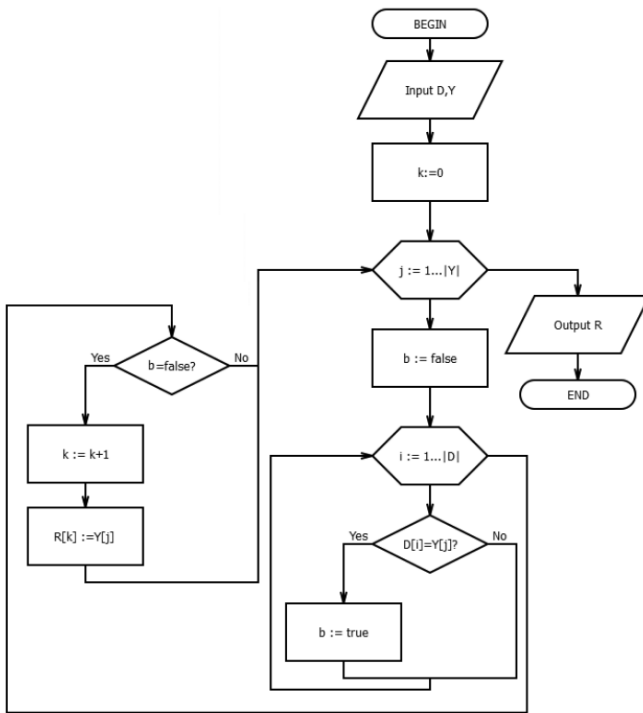 BEGIN
Input D,Y
k:=0
j := 1...|Y|
Output R
END
b := false
b=false?
Yes
No
k := k+1
R[k] :=Y[j]
i := 1...|D|
D[i]=Y[j]?
Yes
No
b := true